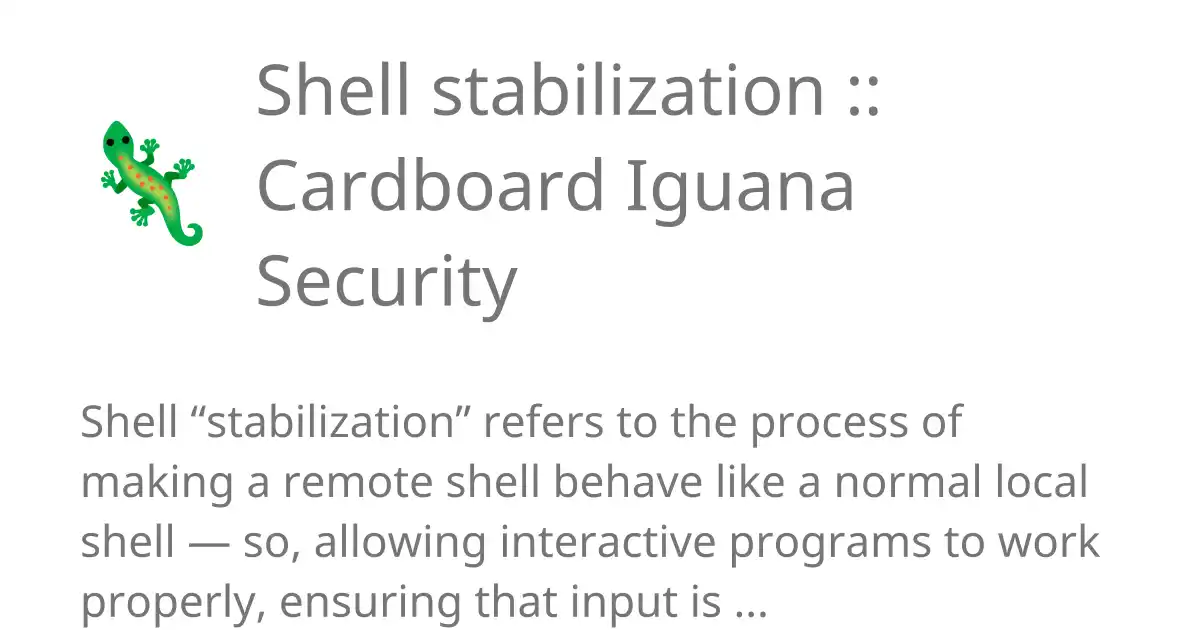 Shell stabilization ::
Cardboard Iguana
Security
Shell “stabilization” refers to the process of
making a remote shell behave like a normal local
shell — so, allowing interactive programs to work
properly, ensuring that input is ...